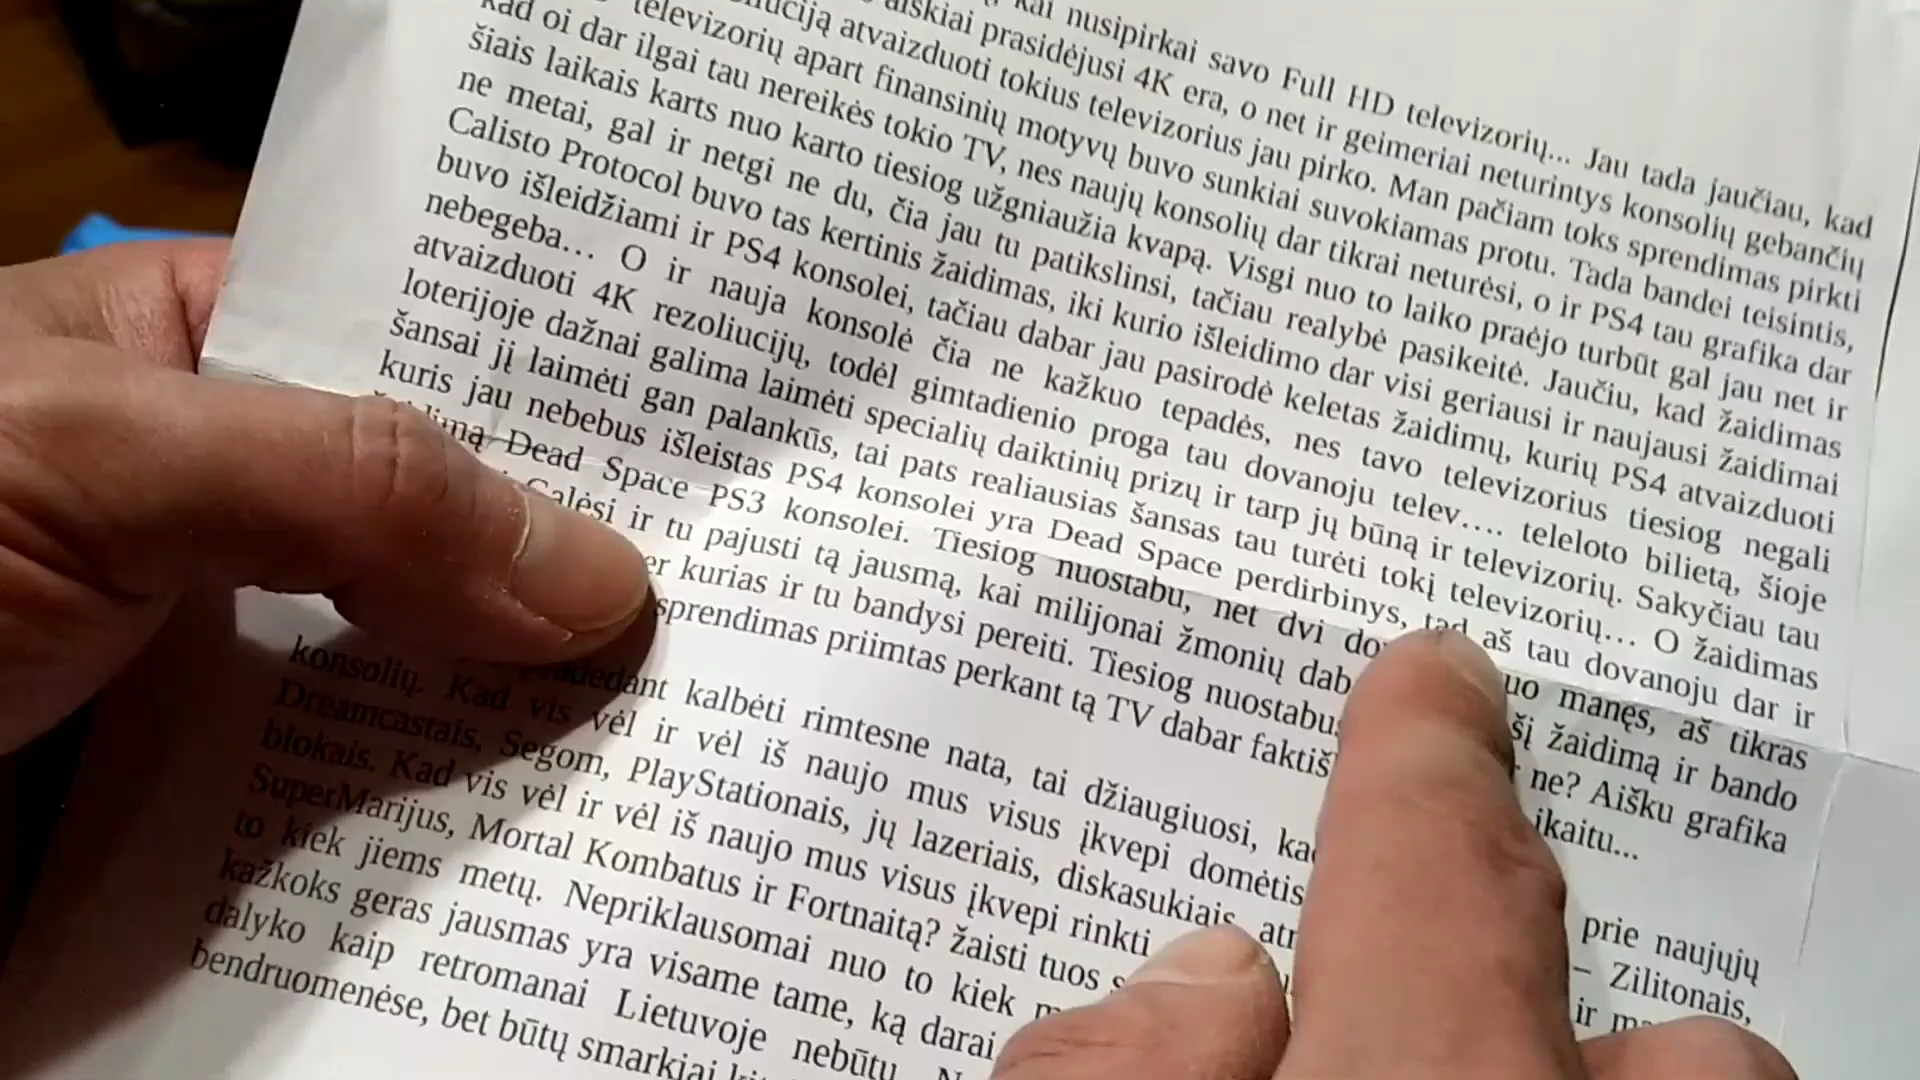 kai nusipirkai savo Full HD televizorių... Jau tada jaučiau, kad
aiškiai prasidėjusi 4K era, o net ir geimeriai neturintys konsolių gebančių
atvaizduoti tokius televizorius jau pirko. Man pačiam toks sprendimas pirkti
televizorių apart finansinių motyvų buvo sunkiai suvokiamas protu. Tada bandei teisintis,
kad oi dar ilgai tau nereikės tokio TV, nes naujų konsolių dar tikrai neturėsi, o ir PS4 tau grafika dar
šiais laikais karts nuo karto tiesiog užgniaužia kvapą. Visgi nuo to laiko praėjo turbūt gal jau net ir
ne metai, gal ir netgi ne du, čia jau tu patikslinsi, tačiau realybė pasikeitė. Jaučiu, kad žaidimas
Calisto Protocol buvo tas kertinis žaidimas, iki kurio išleidimo dar visi geriausi ir naujausi žaidimai
buvo išleidžiami ir PS4 konsolei, tačiau dabar jau pasirodė keletas žaidimų, kurių PS4 atvaizduoti
nebegeba... O ir nauja konsolė čia ne kažkuo tepadės, nes tavo televizorius tiesiog negali
atvaizduoti 4K rezoliucijų, todėl gimtadienio proga tau dovanoju telev.... teleloto bilietą, šioje
loterijoje dažnai galima laimėti specialių daiktinių prizų ir tarp jų būną ir televizorių. Sakyčiau tau
šansai jį laimėti gan palankūs, tai pats realiausias šansas tau turėti tokį televizorių... O žaidimas
kuris jau nebebus išleistas PS4 konsolei yra Dead Space perdirbinys, tad aš tau dovanoju dar ir
Dead Space PS3 konsolei. Tiesiog nuostabu, net dvi manęs, aš tikras
Galėsi ir tu pajusti tą jausmą, kai milijonai žmonių šį žaidimą ir bando
kurias ir tu bandysi pereiti. Tiesiog ne? Aišku grafika
sprendimas priimtas perkant tą TV dabar
kalbėti rimtesne nata, tai džiaugiuosi, prie naujųjų
konsolių. Kad vis vėl ir vėl iš naujo mus visus įkvepi – Zilitonais,
Dreamcastais, Segom, PlayStationais, jų lazeriais, diskasukiais, ir
blokais. Kad vis vėl ir vėl iš naujo mus visus įkvepi rinkti
SuperMarijus, Mortal Kombatus ir Fortnaitą? žaisti tuos
to kiek jiems metų. Nepriklausomai nuo to kiek
kažkoks geras jausmas yra visame tame, ką darai
dalyko kaip retromanai Lietuvoje nebūtų
bendruomenėse, bet būtų smarkiai